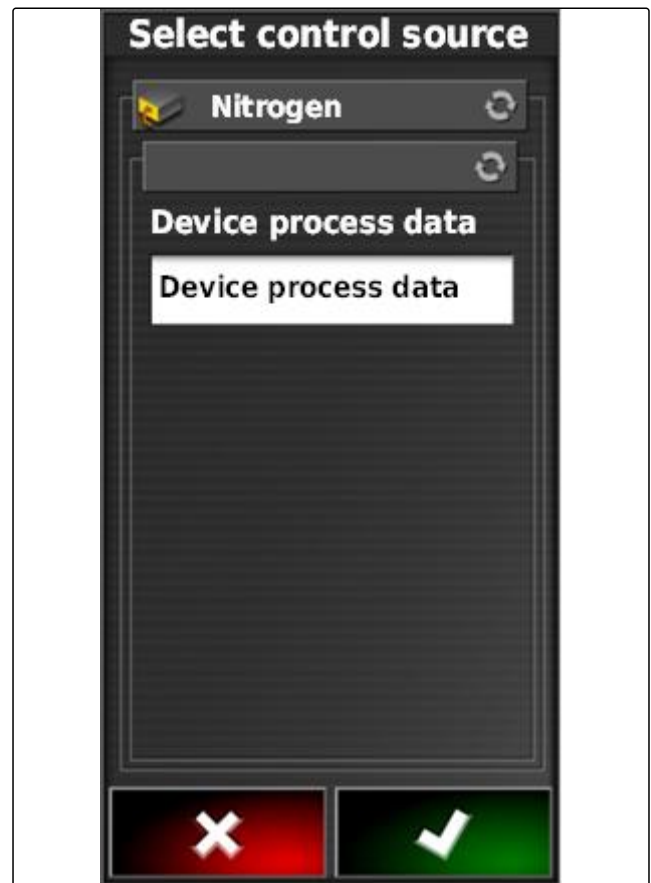 Select control source
Nitrogen
Device process data
Device process data